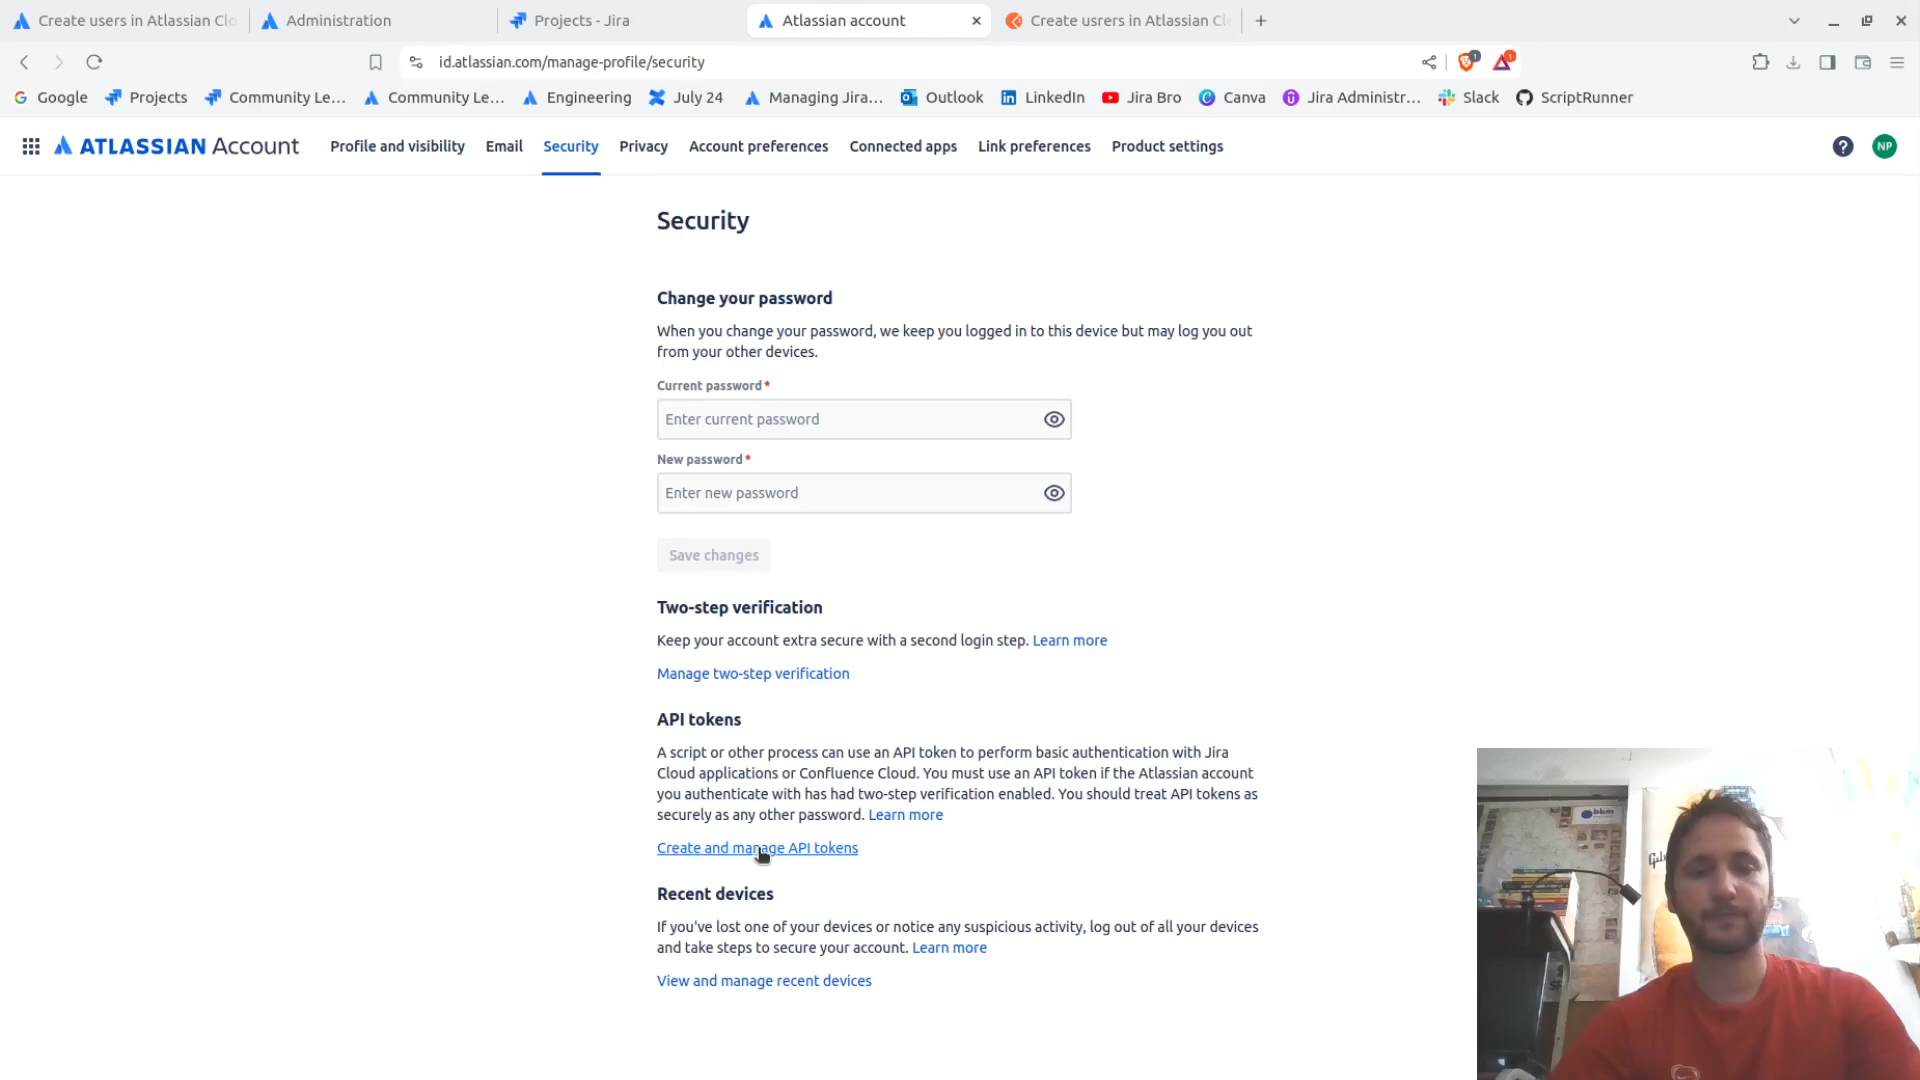 Create users in Atlassian Clo
Administration
Projects - Jira
Atlassian account
Create usrers in Atlassian Cl
id.atlassian.com/manage-profile/security
1
1
Google
Projects
Community Le...
Community Le...
Engineering
July 24
Managing Jira...
Outlook
LinkedIn
Jira Bro
Canva
Jira Administr...
Slack
ScriptRunner
ATLASSIAN Account
Profile and visibility
Email
Security
Privacy
Account preferences
Connected apps
Link preferences
Product settings
NP
Security
Change your password
When you change your password, we keep you logged in to this device but may log you out
from your other devices.
Current password *
Enter current password
New password *
Enter new password
Save changes
Two-step verification
Keep your account extra secure with a second login step. Learn more
Manage two-step verification
API tokens
A script or other process can use an API token to perform basic authentication with Jira
Cloud applications or Confluence Cloud. You must use an API token if the Atlassian account
you authenticate with has had two-step verification enabled. You should treat API tokens as
securely as any other password. Learn more
Create and manage API tokens
Recent devices
If you've lost one of your devices or notice any suspicious activity, log out of all your devices
and take steps to secure your account. Learn more
View and manage recent devices